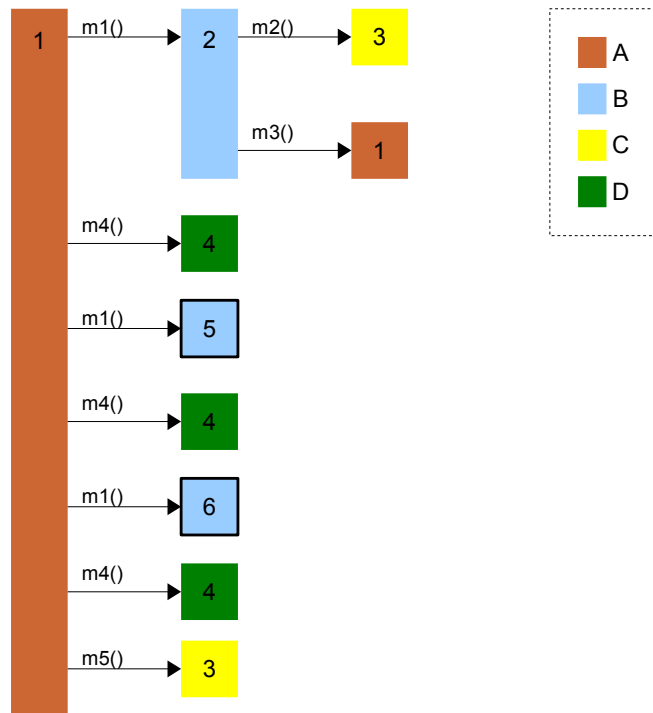 1 m1() 2 m2() 3 A
B
m3() 1 C
D
m4() 4
m1() 5
m4() 4
m1() 6
m4() 4
m5() 3